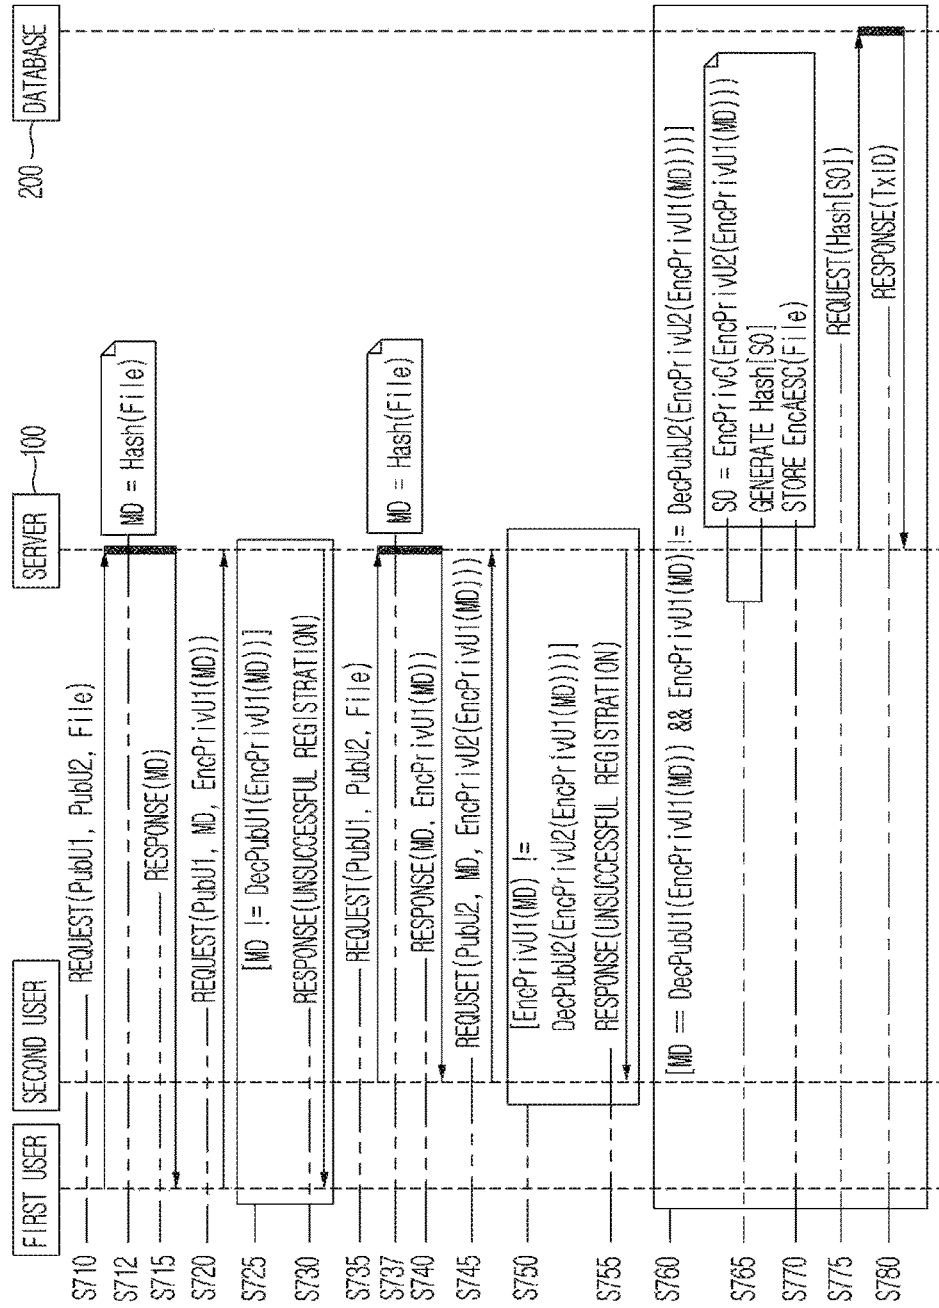 FIRST USER
SECOND USER
SERVER
100
200
DATABASE
S710
REQUEST(PubU1, PubU2, File)
S712
MD = Hash(File)
S715
RESPONSE(MD)
S720
REQUEST(PubU1, MD, EncPrivU1(MD))
S725
[MD != DecPubU1(EncPrivU1(MD))]
S730
RESPONSE(UNSUCCESSFUL REGISTRATION)
S735
REQUEST(PubU1, PubU2, File)
S737
MD = Hash(File)
S740
RESPONSE(MD, EncPrivU1(MD))
S745
REQUSET(PubU2, MD, EncPrivU2(EncPrivU1(MD)))
S750
[EncPrivU1(MD) !=
DecPubU2(EncPrivU2(EncPrivU1(MD)))]
S755
RESPONSE(UNSUCCESSFUL REGISTRATION)
S760
[MD == DecPubU1(EncPrivU1(MD)) && EncPrivU1(MD) != DecPubU2(EncPrivU2(EncPrivU1(MD)))]
S765
SO = EncPrivC(EncPrivU2(EncPrivU1(MD)))
GENERATE Hash[SO]
S770
STORE EncAESC(File)
S775
REQUEST(Hash[SO])
S780
RESPONSE(TxID)